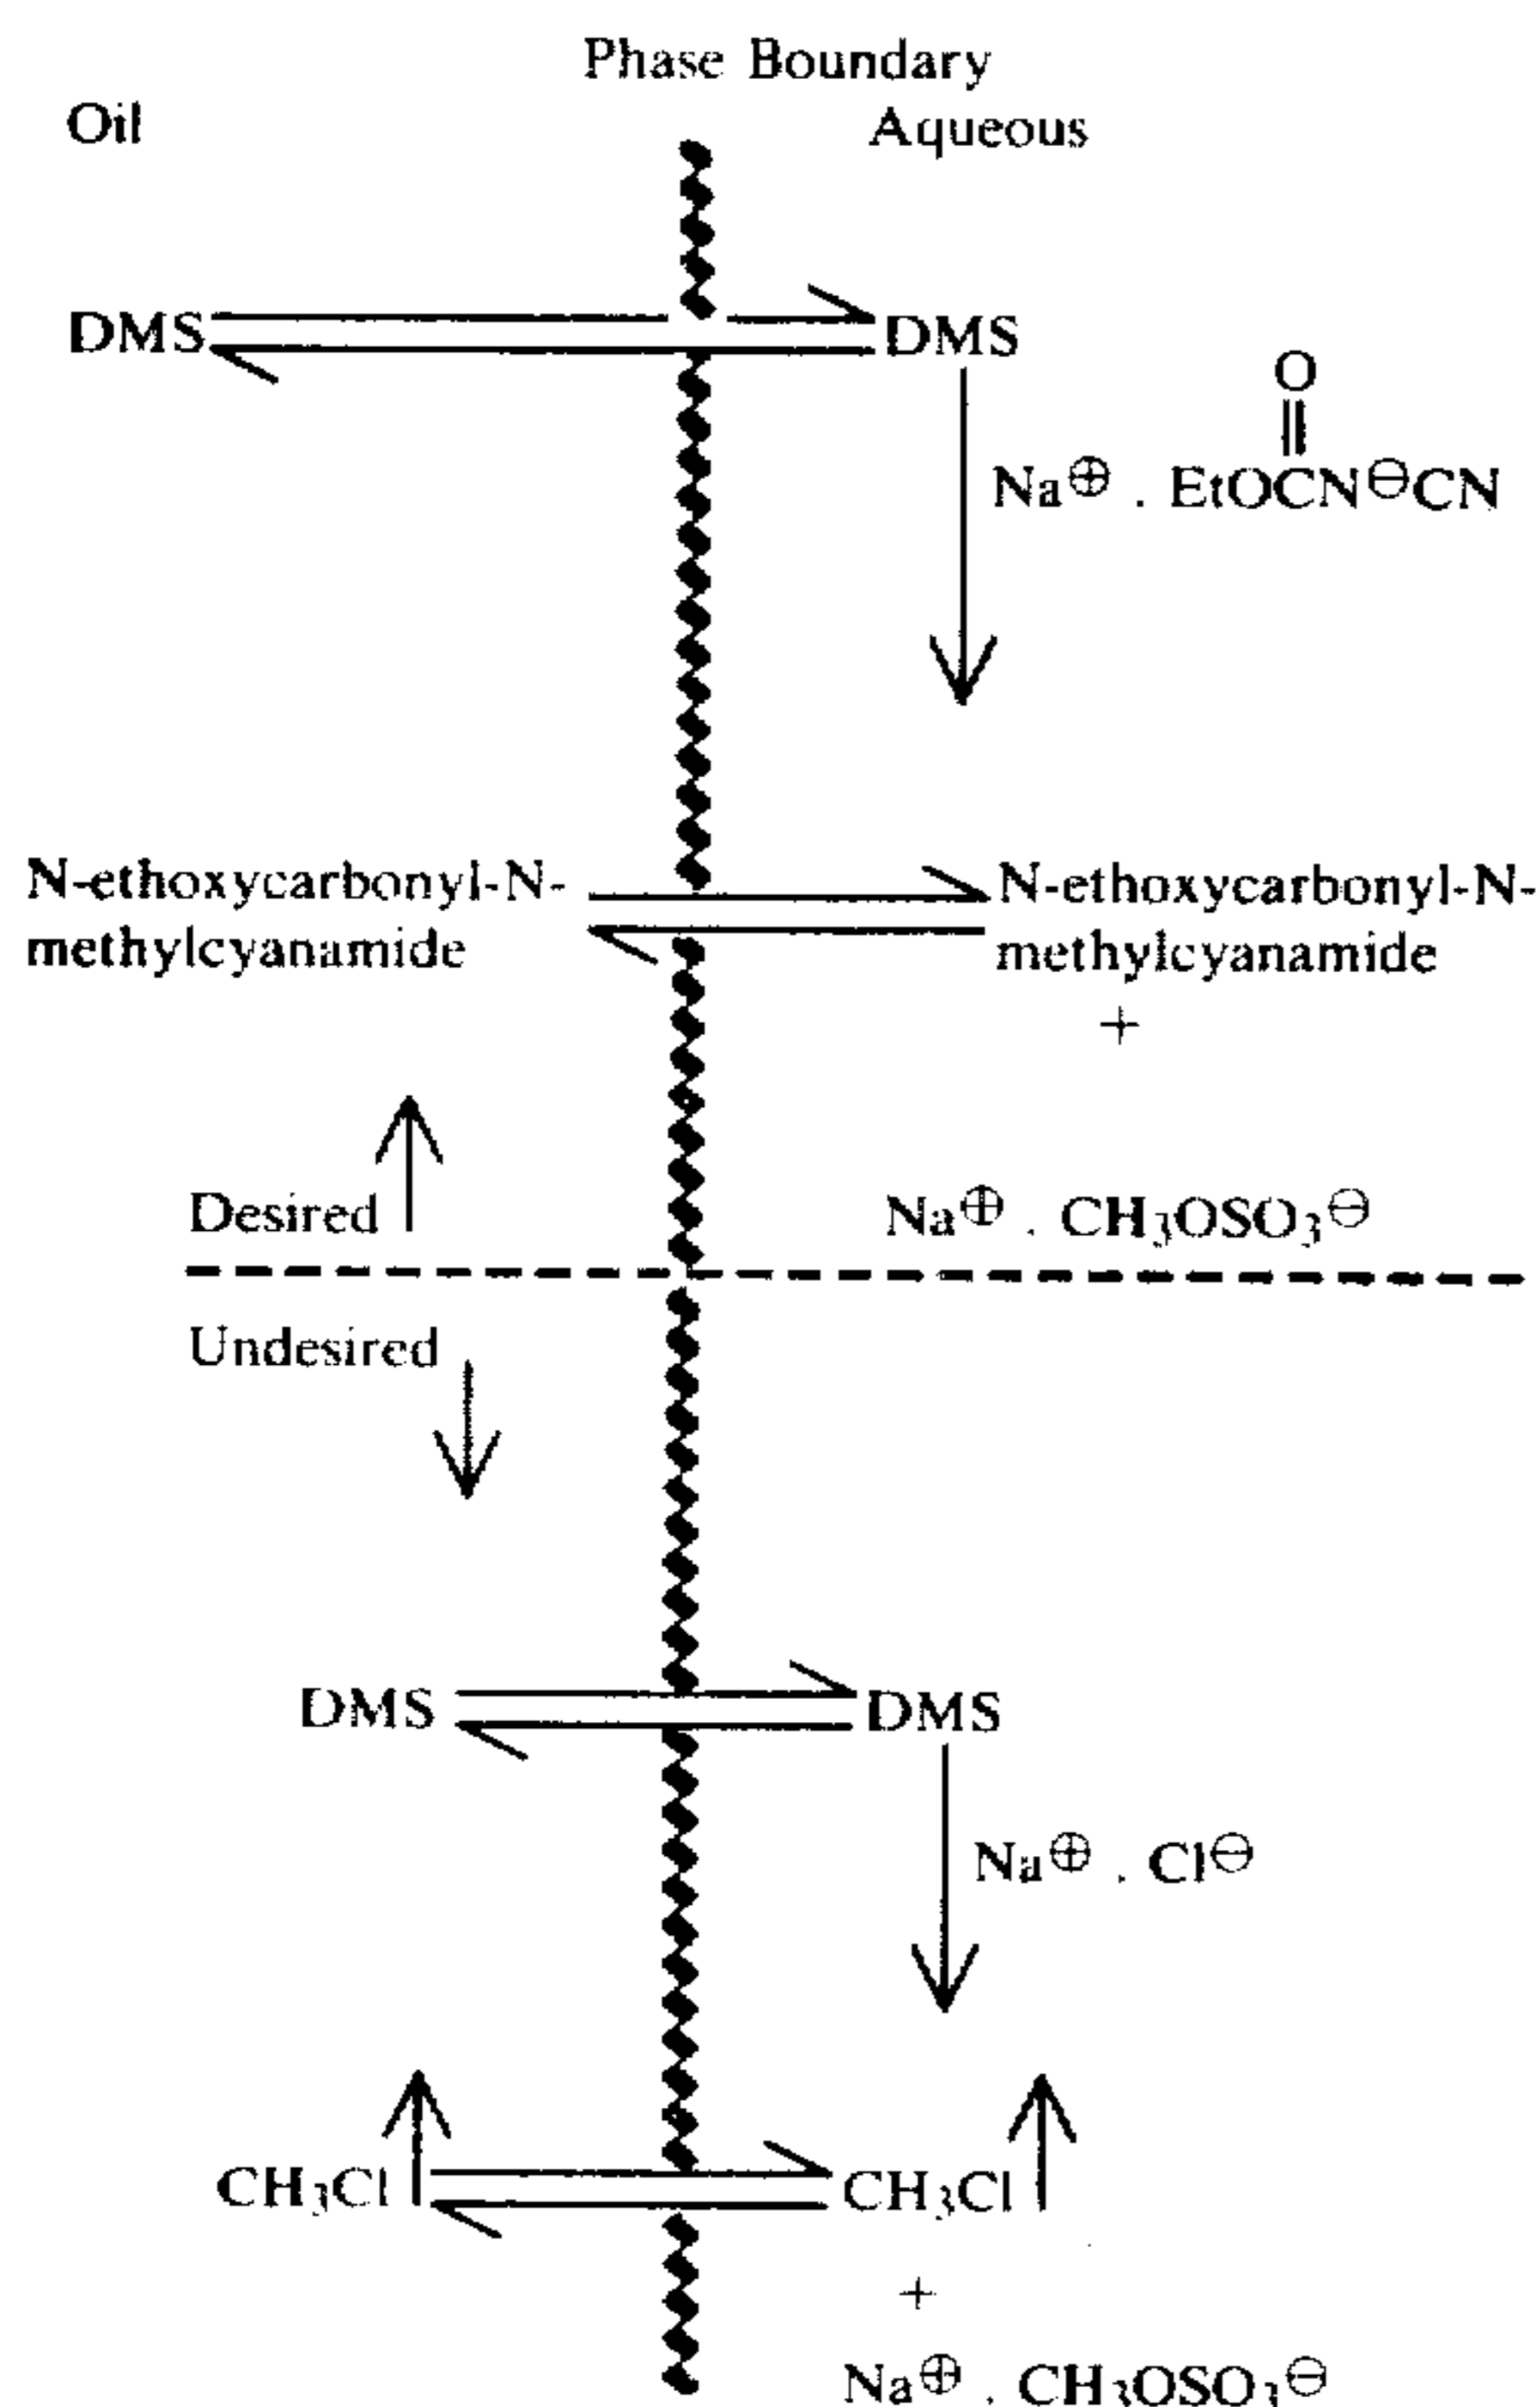 Phase Boundary
Oil Aqueous
DMS DMS
O
||
Na⊕ . EtOCN⊖CN
N-ethoxycarbonyl-N- N-ethoxycarbonyl-N-
methylcyanamide methylcyanamide
+
Desired Na⊕ . CH₃OSO₃⊖
Undesired
DMS DMS
Na⊕ . Cl⊖
CH₃Cl CH₃Cl
+
Na⊕ . CH₃OSO₃⊖